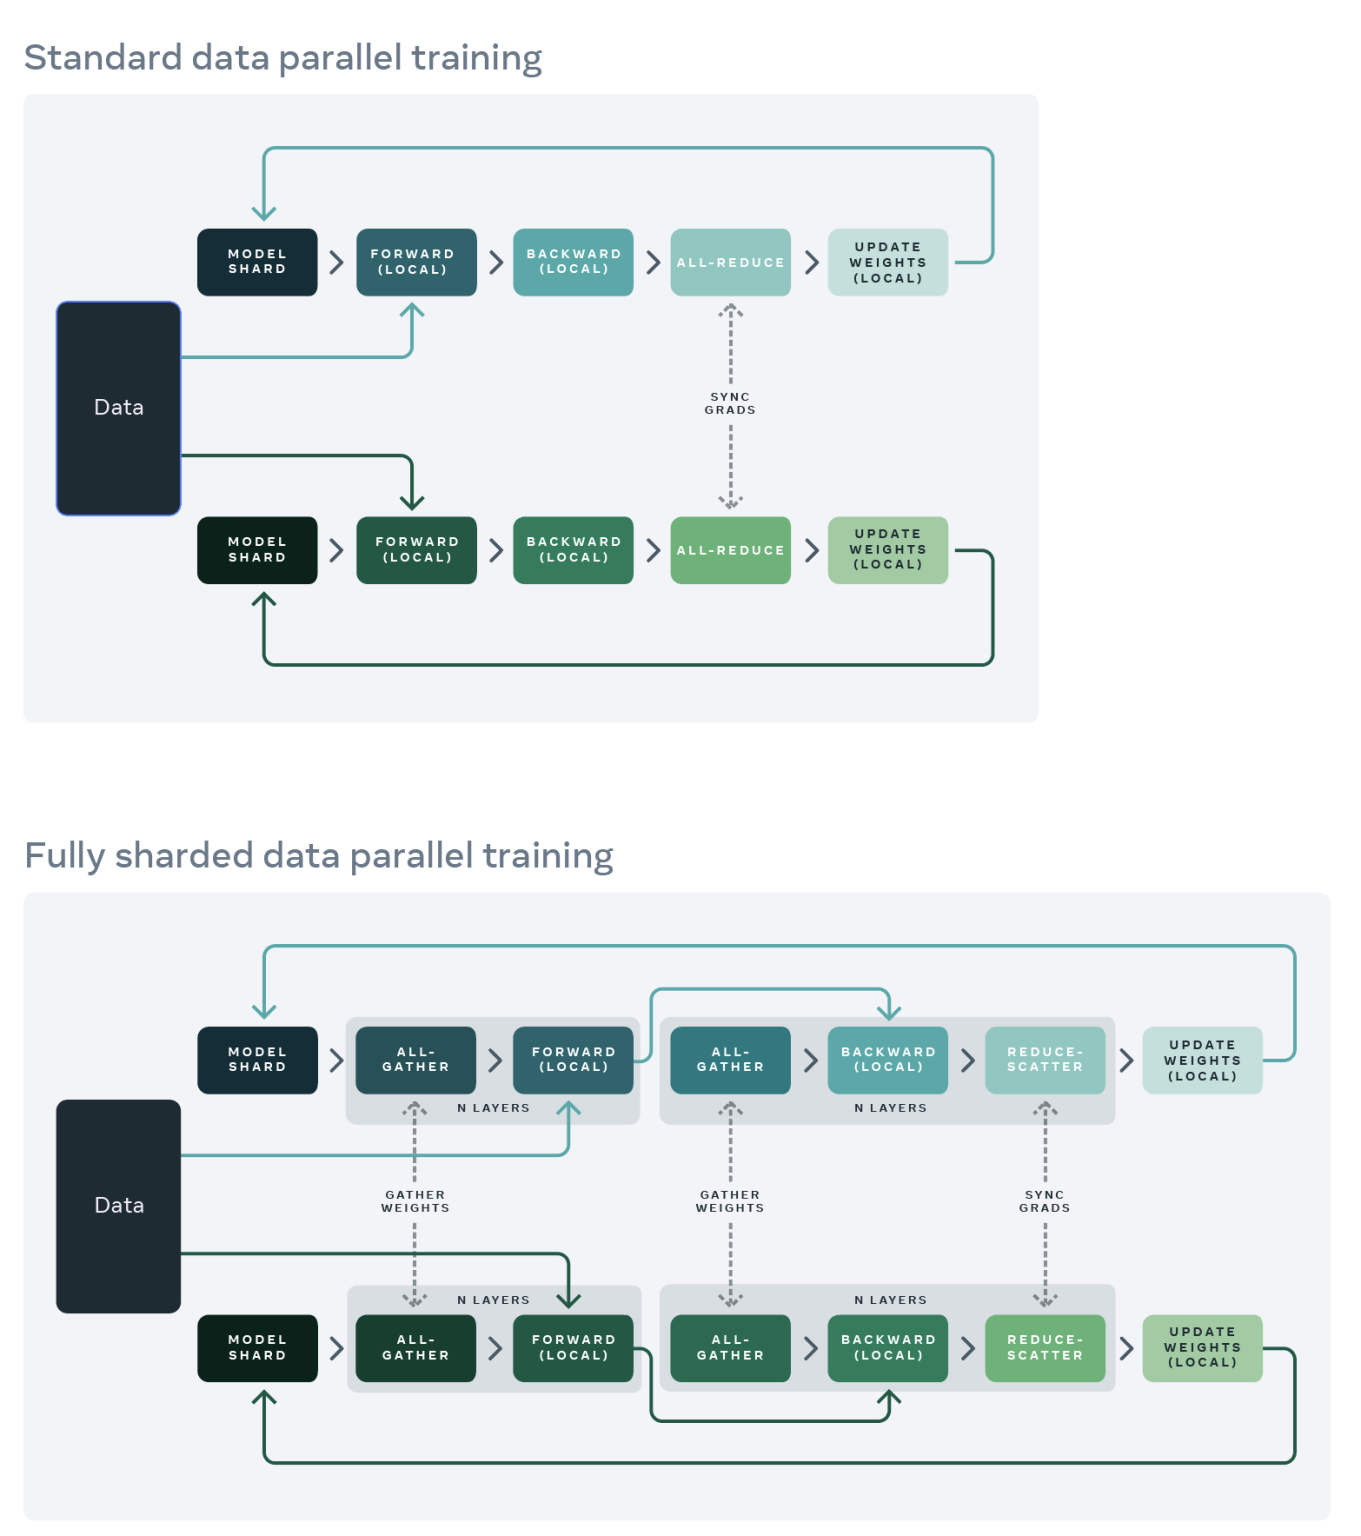 Standard data parallel training
MODEL
SHARD
FORWARD
(LOCAL)
BACKWARD
(LOCAL)
ALL-REDUCE
UPDATE
WEIGHTS
(LOCAL)
Data
SYNC
GRADS
MODEL
SHARD
FORWARD
(LOCAL)
BACKWARD
(LOCAL)
ALL-REDUCE
UPDATE
WEIGHTS
(LOCAL)
Fully sharded data parallel training
MODEL
SHARD
ALL-
GATHER
FORWARD
(LOCAL)
N LAYERS
ALL-
GATHER
BACKWARD
(LOCAL)
REDUCE-
SCATTER
N LAYERS
UPDATE
WEIGHTS
(LOCAL)
Data
GATHER
WEIGHTS
GATHER
WEIGHTS
SYNC
GRADS
N LAYERS
N LAYERS
MODEL
SHARD
ALL-
GATHER
FORWARD
(LOCAL)
ALL-
GATHER
BACKWARD
(LOCAL)
REDUCE-
SCATTER
UPDATE
WEIGHTS
(LOCAL)